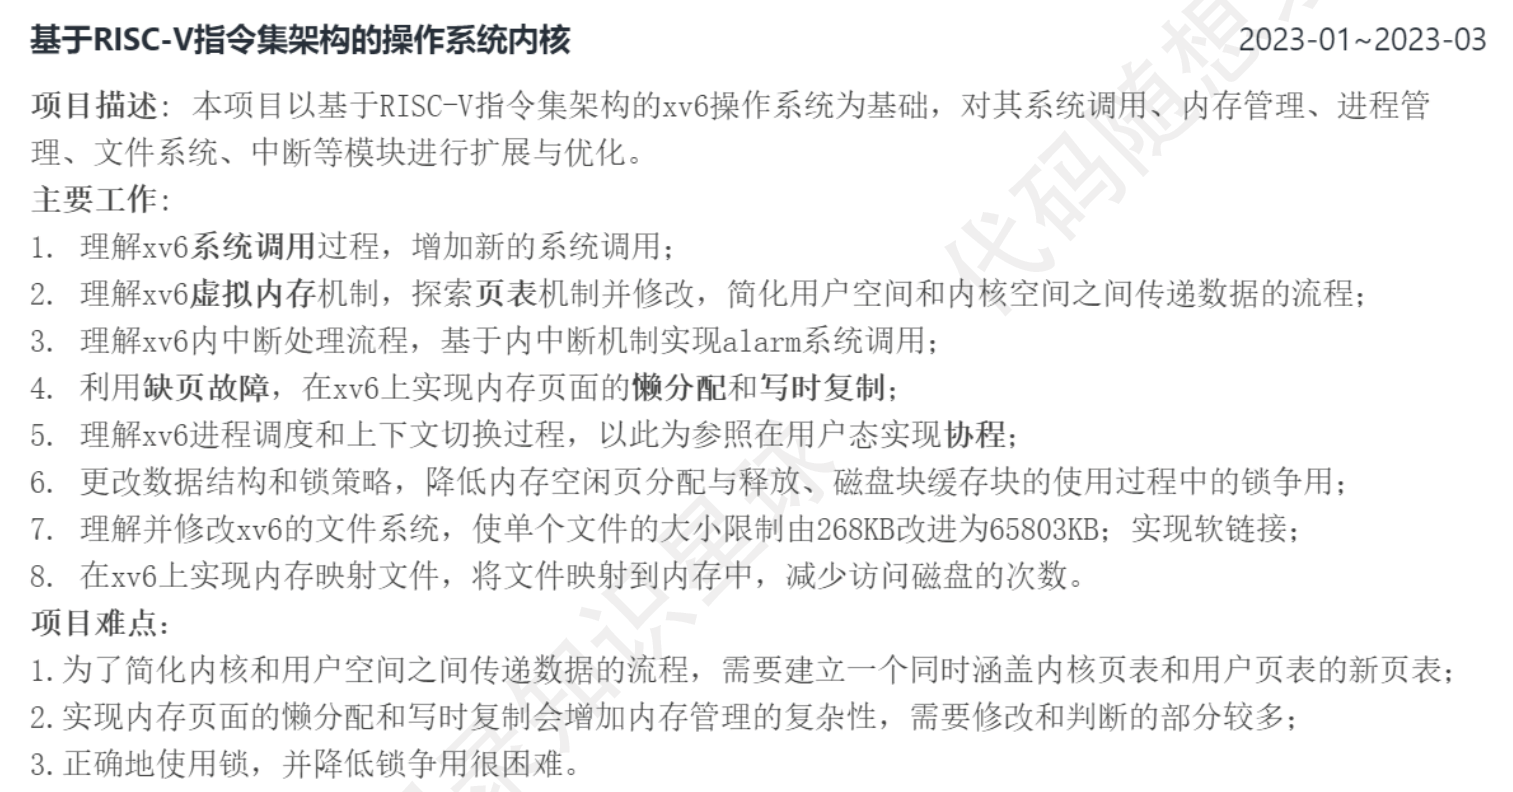 基于RISC-V指令集架构的操作系统内核 2023-01~2023-03
项目描述: 本项目以基于RISC-V指令集架构的xv6操作系统为基础，对其系统调用、内存管理、进程管
理、文件系统、中断等模块进行扩展与优化。
主要工作:
1. 理解xv6系统调用过程，增加新的系统调用;
2. 理解xv6虚拟内存机制，探索页表机制并修改，简化用户空间和内核空间之间传递数据的流程;
3. 理解xv6内中断处理流程，基于内中断机制实现alarm系统调用;
4. 利用缺页故障，在xv6上实现内存页面的懒分配和写时复制;
5. 理解xv6进程调度和上下文切换过程，以此为参照在用户态实现协程;
6. 更改数据结构和锁策略，降低内存空闲页分配与释放、磁盘块缓存块的使用过程中的锁争用;
7. 理解并修改xv6的文件系统，使单个文件的大小限制由268KB改进为65803KB; 实现软链接;
8. 在xv6上实现内存映射文件，将文件映射到内存中，减少访问磁盘的次数。
项目难点:
1.为了简化内核和用户空间之间传递数据的流程，需要建立一个同时涵盖内核页表和用户页表的新页表;
2.实现内存页面的懒分配和写时复制会增加内存管理的复杂性，需要修改和判断的部分较多;
3.正确地使用锁，并降低锁争用很困难。
代码随想录知识星球